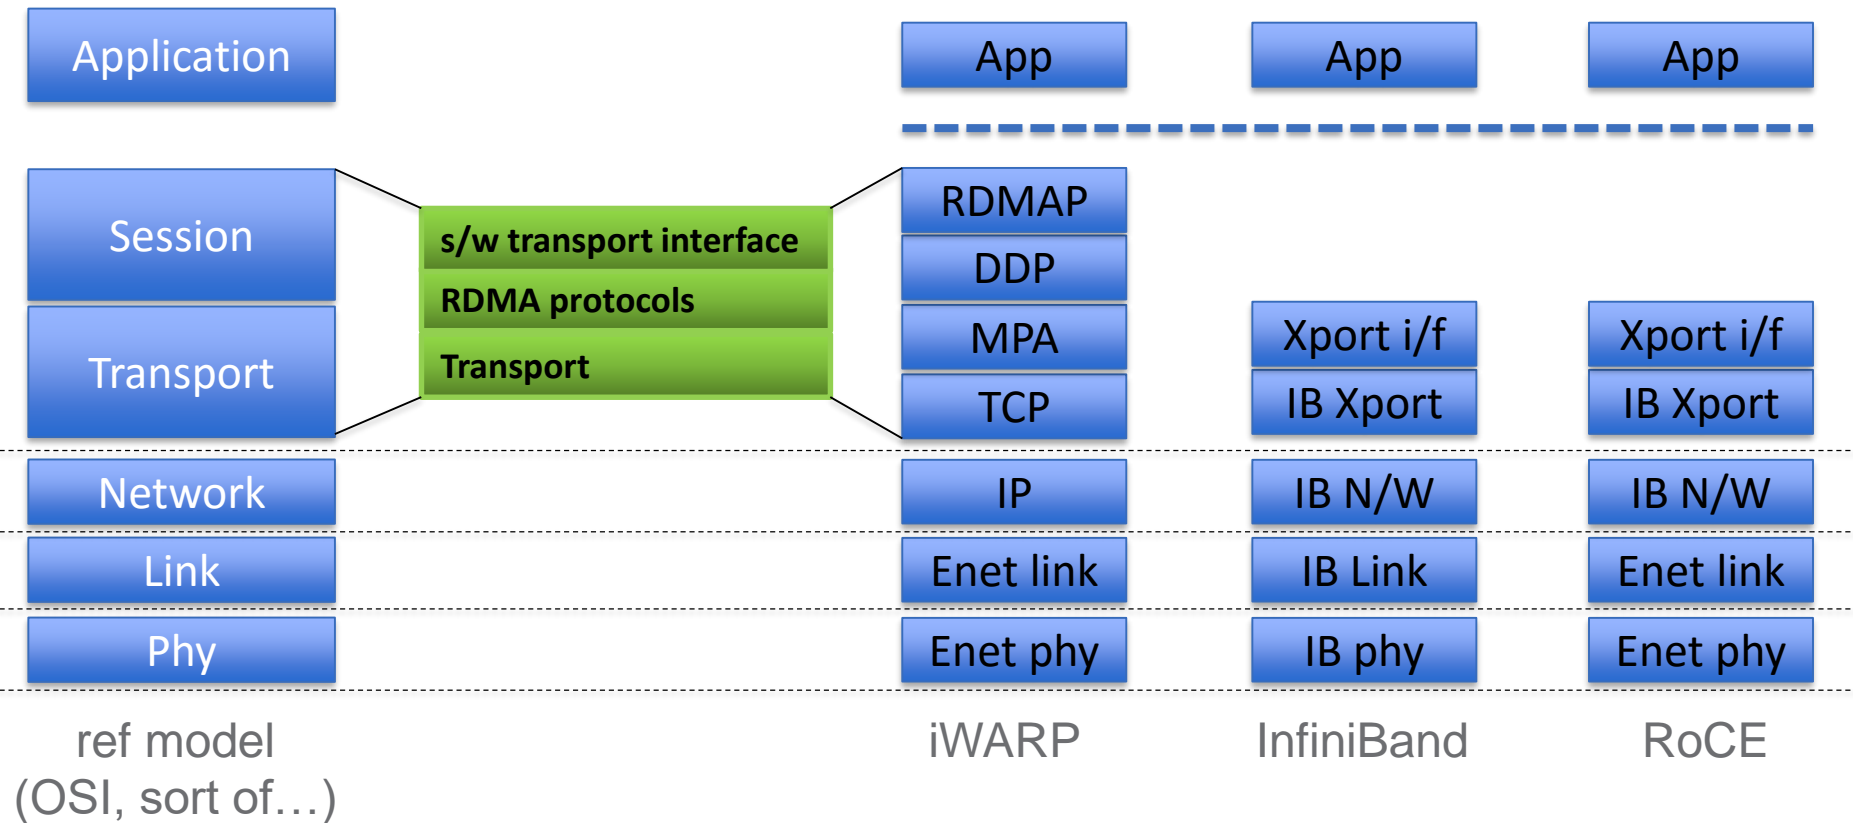 Application
App
App
App
Session
Transport
s/w transport interface
RDMA protocols
Transport
RDMAP
DDP
MPA
TCP
Xport i/f
IB Xport
Xport i/f
IB Xport
Network
IP
IB N/W
IB N/W
Link
Enet link
IB Link
Enet link
Phy
Enet phy
IB phy
Enet phy
ref model
(OSI, sort of…)
iWARP
InfiniBand
RoCE